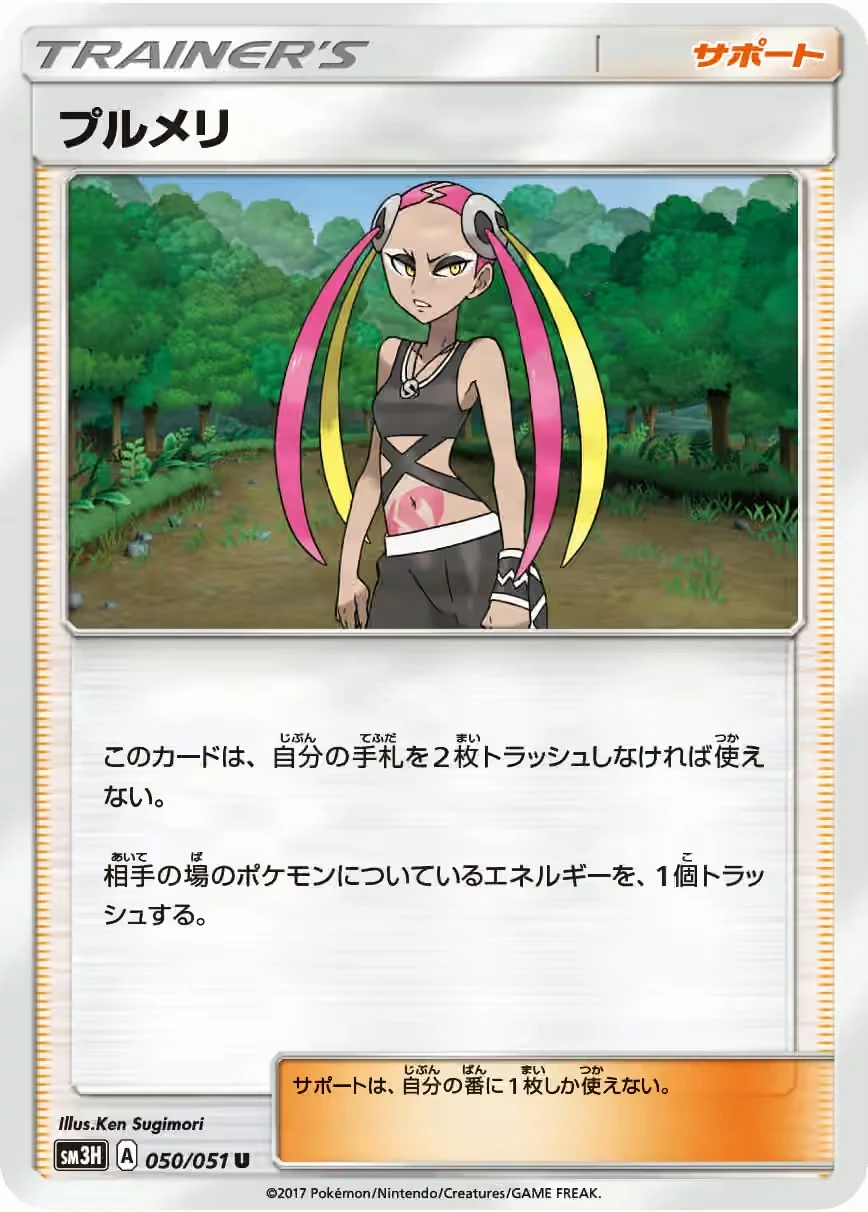 TRAINER'S
サポート
プルメリ
このカードは、自分の手札を2枚トラッシュしなければ使え
ない。
相手の場のポケモンについているエネルギーを、1個トラッ
シュする。
サポートは、自分の番に1枚しか使えない。
Illus.Ken Sugimori
SM3H A 050/051 U
©2017 Pokémon/Nintendo/Creatures/GAME FREAK.